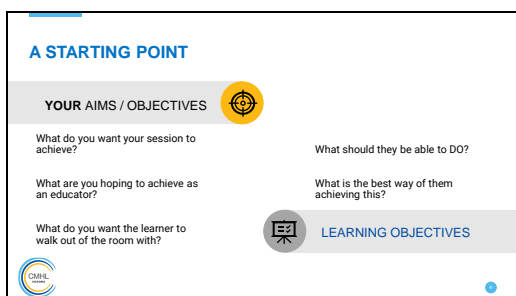 A STARTING POINT
YOUR AIMS / OBJECTIVES
What do you want your session to
achieve?
What are you hoping to achieve as
an educator?
What do you want the learner to
walk out of the room with?
What should they be able to DO?
What is the best way of them
achieving this?
LEARNING OBJECTIVES
CMHL